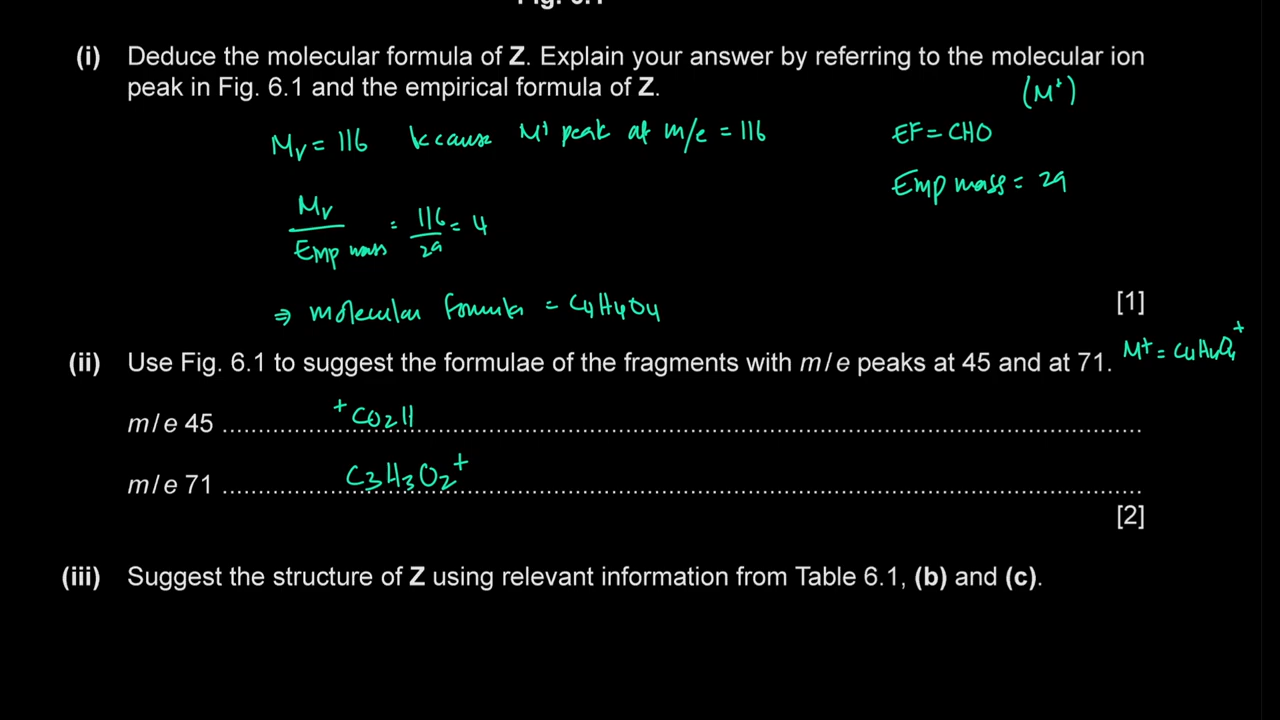 Fig. 6.1
(i) Deduce the molecular formula of Z. Explain your answer by referring to the molecular ion
peak in Fig. 6.1 and the empirical formula of Z.
(M⁺)
Mr = 116 because M⁺ peak at m/e = 116
EF = CHO
Emp mass = 29
Mr / Emp mass = 116 / 29 = 4
⇒ molecular formula = C4H4O4
[1]
(ii) Use Fig. 6.1 to suggest the formulae of the fragments with m / e peaks at 45 and at 71.
M⁺ = C4H4O4⁺
m / e 45 ⁺CO2H
m / e 71 C3H3O2⁺
[2]
(iii) Suggest the structure of Z using relevant information from Table 6.1, (b) and (c).